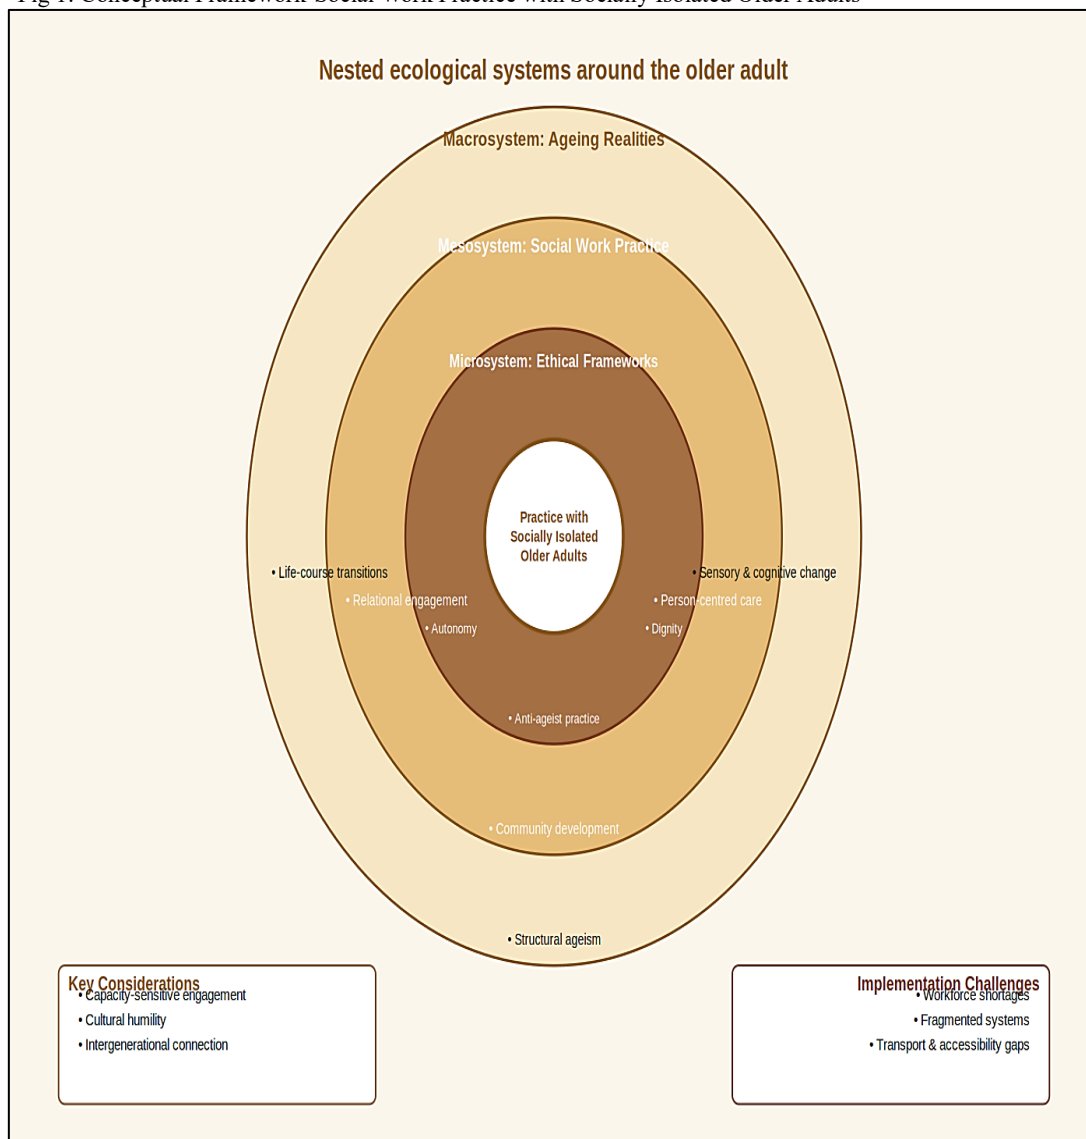 Fig 1: Conceptual Framework-Social Work Practice with Socially Isolated Older Adults
Nested ecological systems around the older adult
Macrosystem: Ageing Realities
Mesosystem: Social Work Practice
Microsystem: Ethical Frameworks
Practice with
Socially Isolated
Older Adults
• Life-course transitions
• Sensory & cognitive change
• Relational engagement
• Person-centred care
• Autonomy
• Dignity
• Anti-ageist practice
• Community development
• Structural ageism
Key Considerations
• Capacity-sensitive engagement
• Cultural humility
• Intergenerational connection
Implementation Challenges
• Workforce shortages
• Fragmented systems
• Transport & accessibility gaps